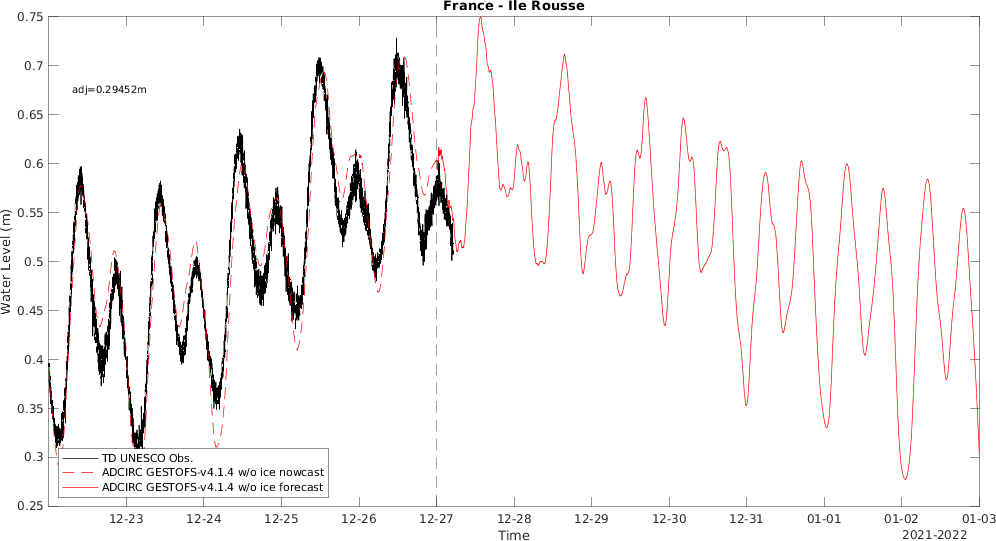 France - Ile Rousse
adj=0.29452m
0.75
0.7
0.65
0.6
0.55
0.5
0.45
0.4
0.35
0.3
0.25
Water Level (m)
TD UNESCO Obs.
ADCIRC GESTOFS-v4.1.4 w/o ice nowcast
ADCIRC GESTOFS-v4.1.4 w/o ice forecast
12-23 12-24 12-25 12-26 12-27 12-28 12-29 12-30 12-31 01-01 01-02 01-03
Time
2021-2022